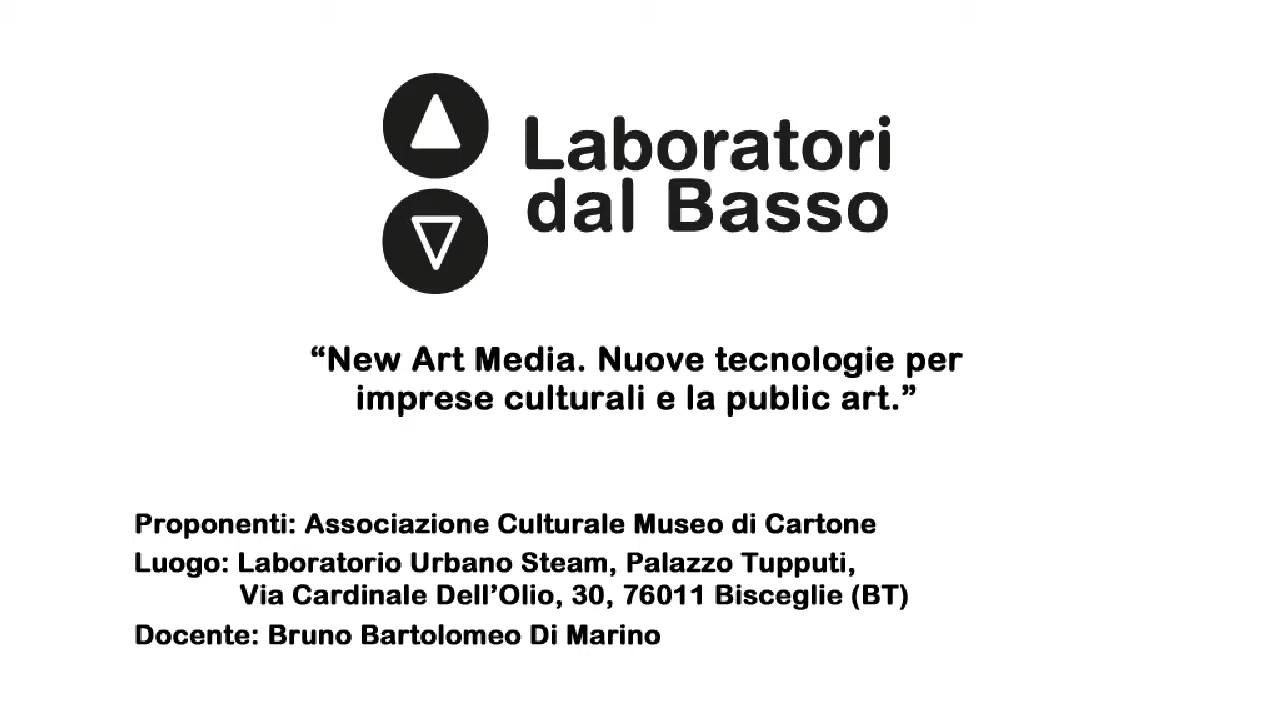 Laboratori
dal Basso
“New Art Media. Nuove tecnologie per
imprese culturali e la public art.”
Proponenti: Associazione Culturale Museo di Cartone
Luogo: Laboratorio Urbano Steam, Palazzo Tupputi,
Via Cardinale Dell’Olio, 30, 76011 Bisceglie (BT)
Docente: Bruno Bartolomeo Di Marino